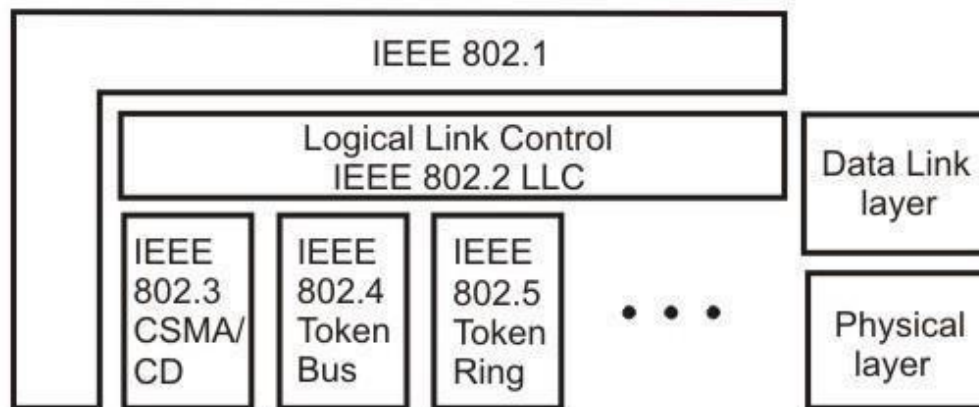 IEEE 802.1
Logical Link Control
IEEE 802.2 LLC
Data Link
layer
IEEE
802.3
CSMA/
CD
IEEE
802.4
Token
Bus
IEEE
802.5
Token
Ring
• • •
Physical
layer